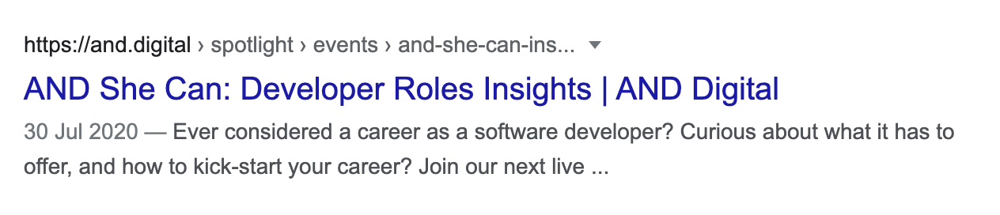 https://and.digital › spotlight › events › and-she-can-ins...
AND She Can: Developer Roles Insights | AND Digital
30 Jul 2020 — Ever considered a career as a software developer? Curious about what it has to
offer, and how to kick-start your career? Join our next live ...